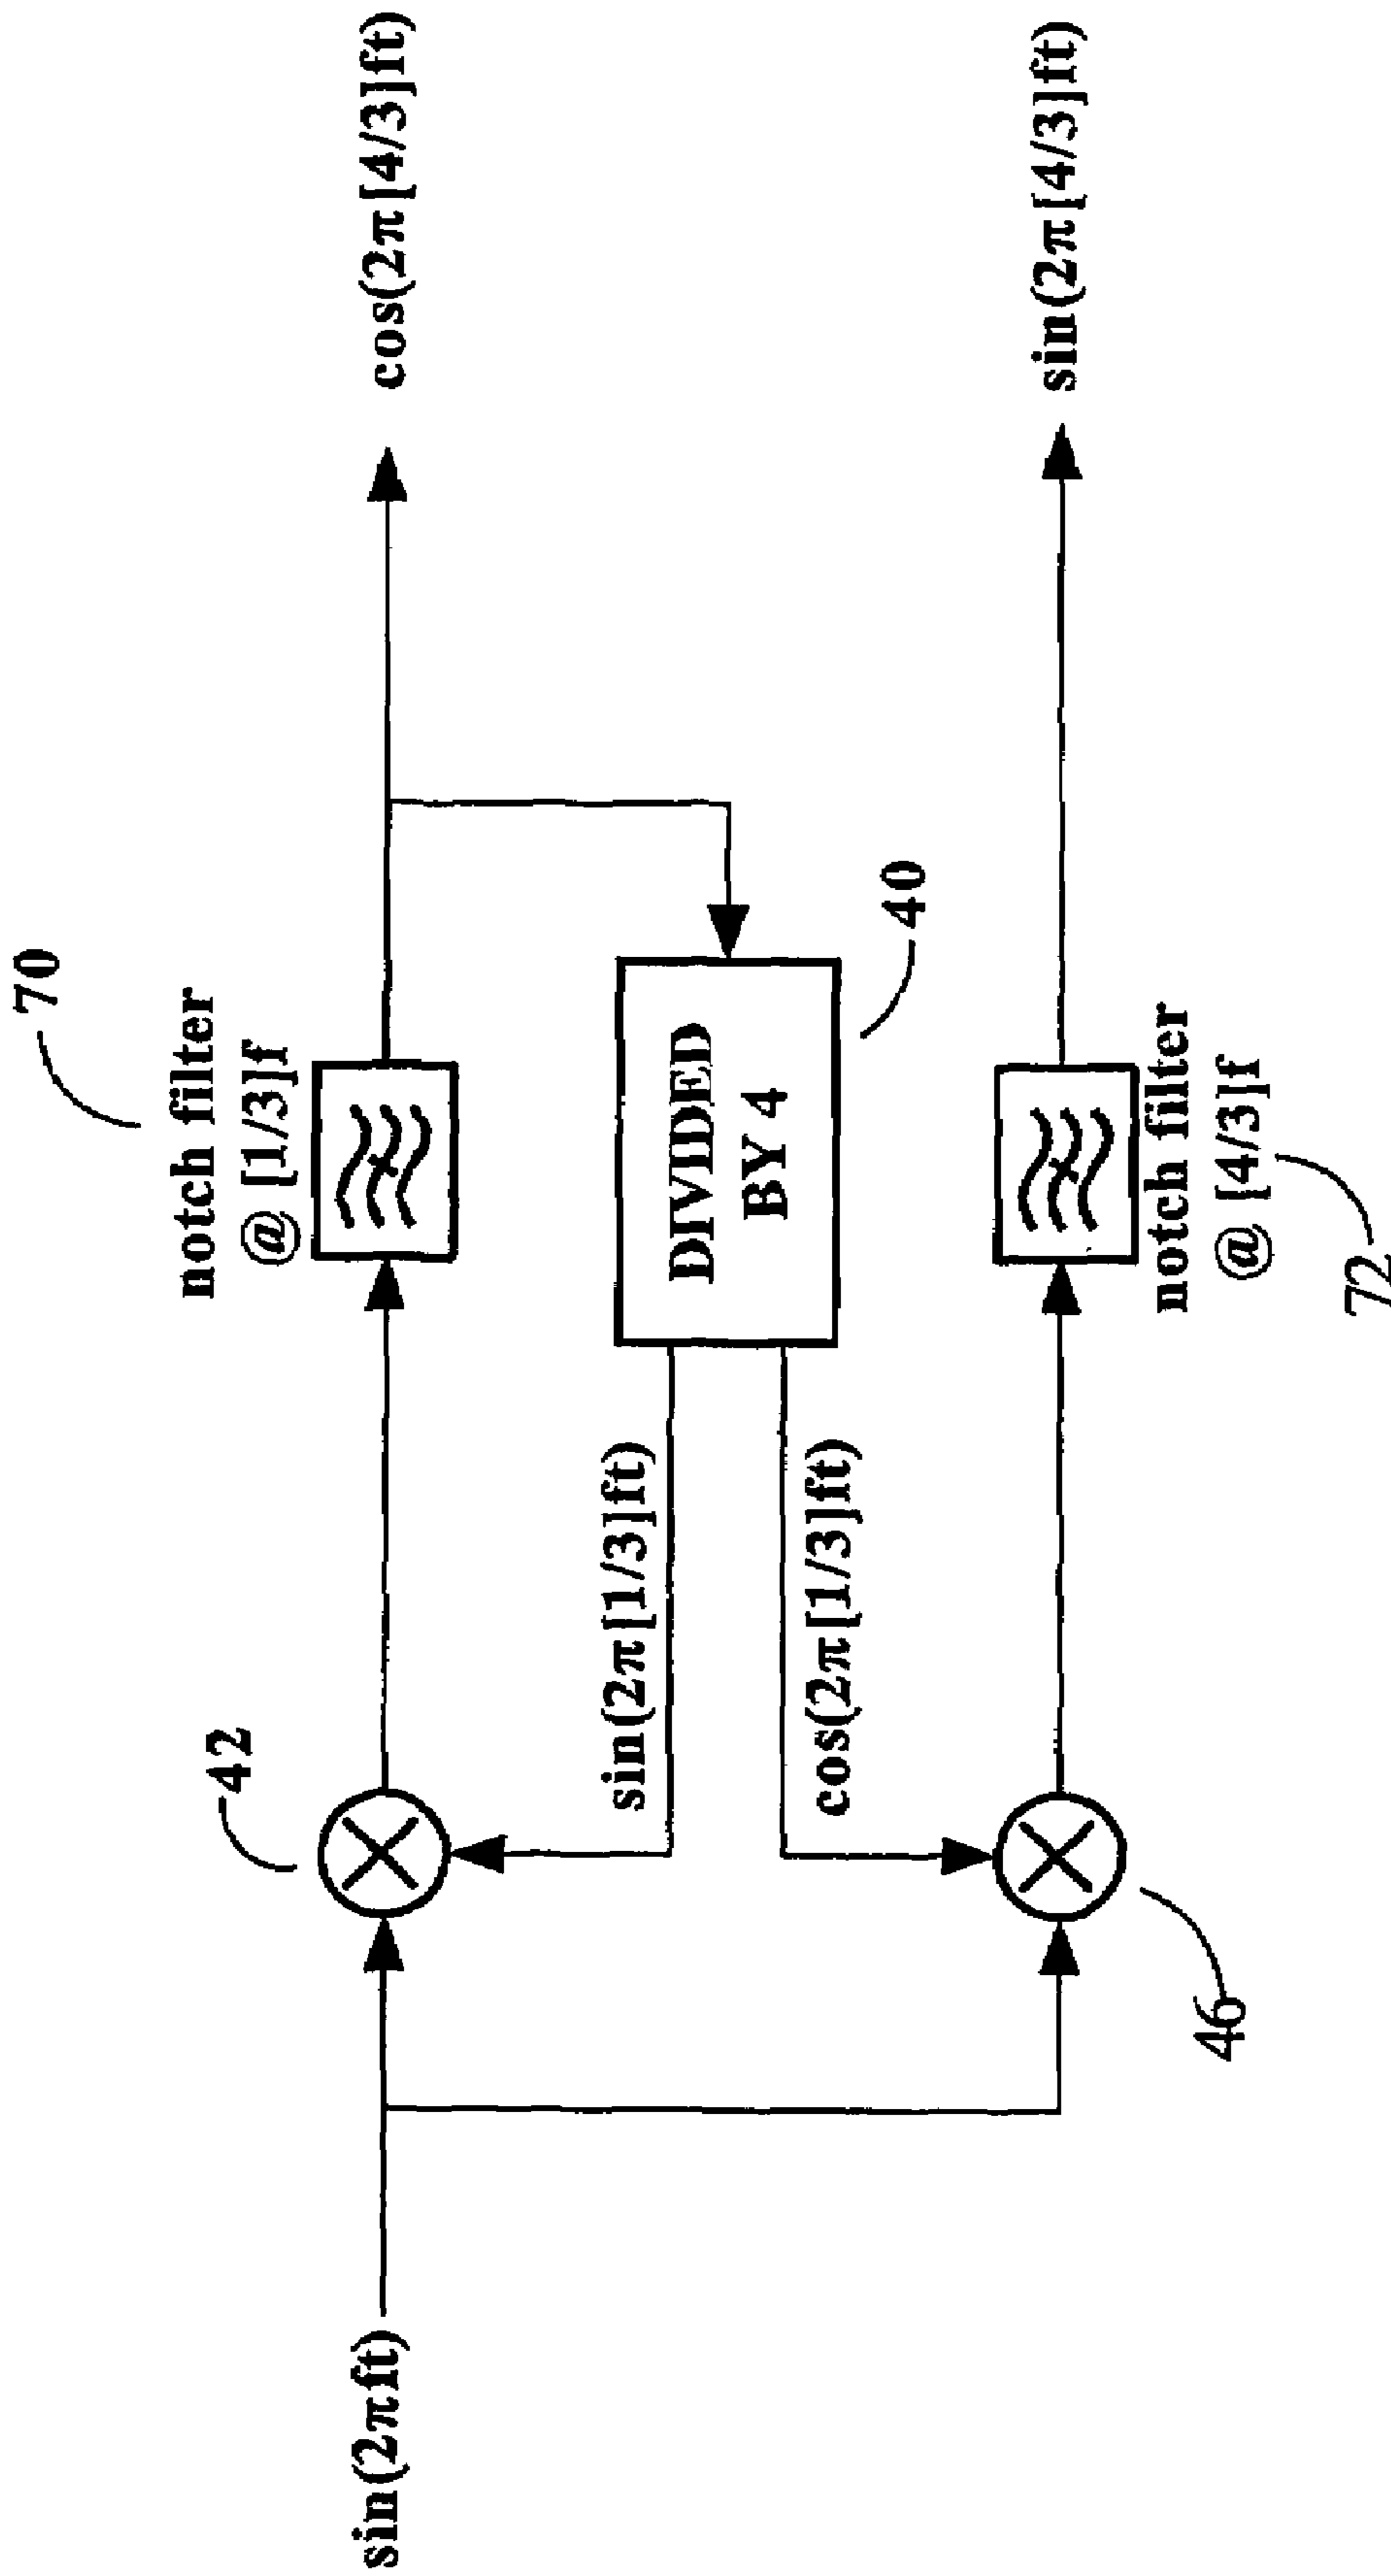 70
notch filter
@ [1/3]f
42
sin(2πft)
cos(2π[4/3]ft)
sin(2π[1/3]ft)
DIVIDED
BY 4
cos(2π[1/3]ft)
40
46
sin(2π[4/3]ft)
notch filter
@ [4/3]f
72